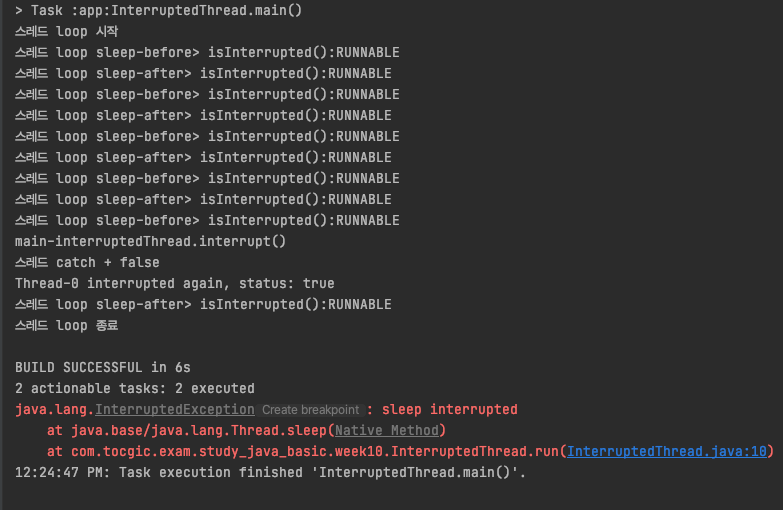 > Task :app:InterruptedThread.main()
스레드 loop 시작
스레드 loop sleep-before> isInterrupted():RUNNABLE
스레드 loop sleep-after> isInterrupted():RUNNABLE
스레드 loop sleep-before> isInterrupted():RUNNABLE
스레드 loop sleep-after> isInterrupted():RUNNABLE
스레드 loop sleep-before> isInterrupted():RUNNABLE
스레드 loop sleep-after> isInterrupted():RUNNABLE
스레드 loop sleep-before> isInterrupted():RUNNABLE
스레드 loop sleep-after> isInterrupted():RUNNABLE
스레드 loop sleep-before> isInterrupted():RUNNABLE
main-interruptedThread.interrupt()
스레드 catch + false
Thread-0 interrupted again, status: true
스레드 loop sleep-after> isInterrupted():RUNNABLE
스레드 loop 종료
BUILD SUCCESSFUL in 6s
2 actionable tasks: 2 executed
java.lang.InterruptedException Create breakpoint : sleep interrupted
at java.base/java.lang.Thread.sleep(Native Method)
at com.tocgic.exam.study_java_basic.week10.InterruptedThread.run(InterruptedThread.java:10)
12:24:47 PM: Task execution finished 'InterruptedThread.main()'.